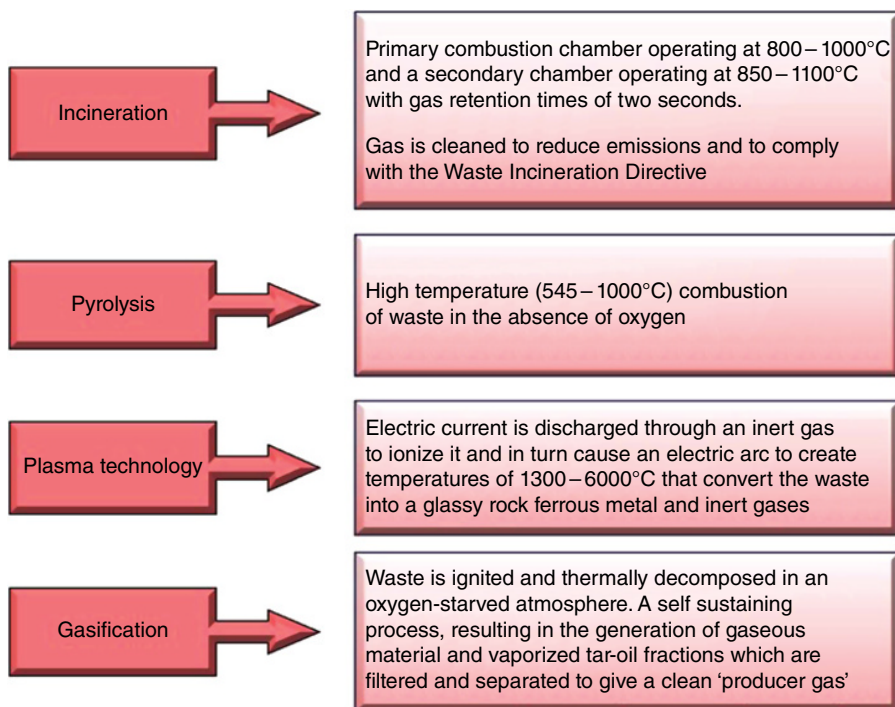 Incineration
Primary combustion chamber operating at 800–1000°C
and a secondary chamber operating at 850–1100°C
with gas retention times of two seconds.
Gas is cleaned to reduce emissions and to comply
with the Waste Incineration Directive
Pyrolysis
High temperature (545–1000°C) combustion
of waste in the absence of oxygen
Plasma technology
Electric current is discharged through an inert gas
to ionize it and in turn cause an electric arc to create
temperatures of 1300–6000°C that convert the waste
into a glassy rock ferrous metal and inert gases
Gasification
Waste is ignited and thermally decomposed in an
oxygen-starved atmosphere. A self sustaining
process, resulting in the generation of gaseous
material and vaporized tar-oil fractions which are
filtered and separated to give a clean ‘producer gas’